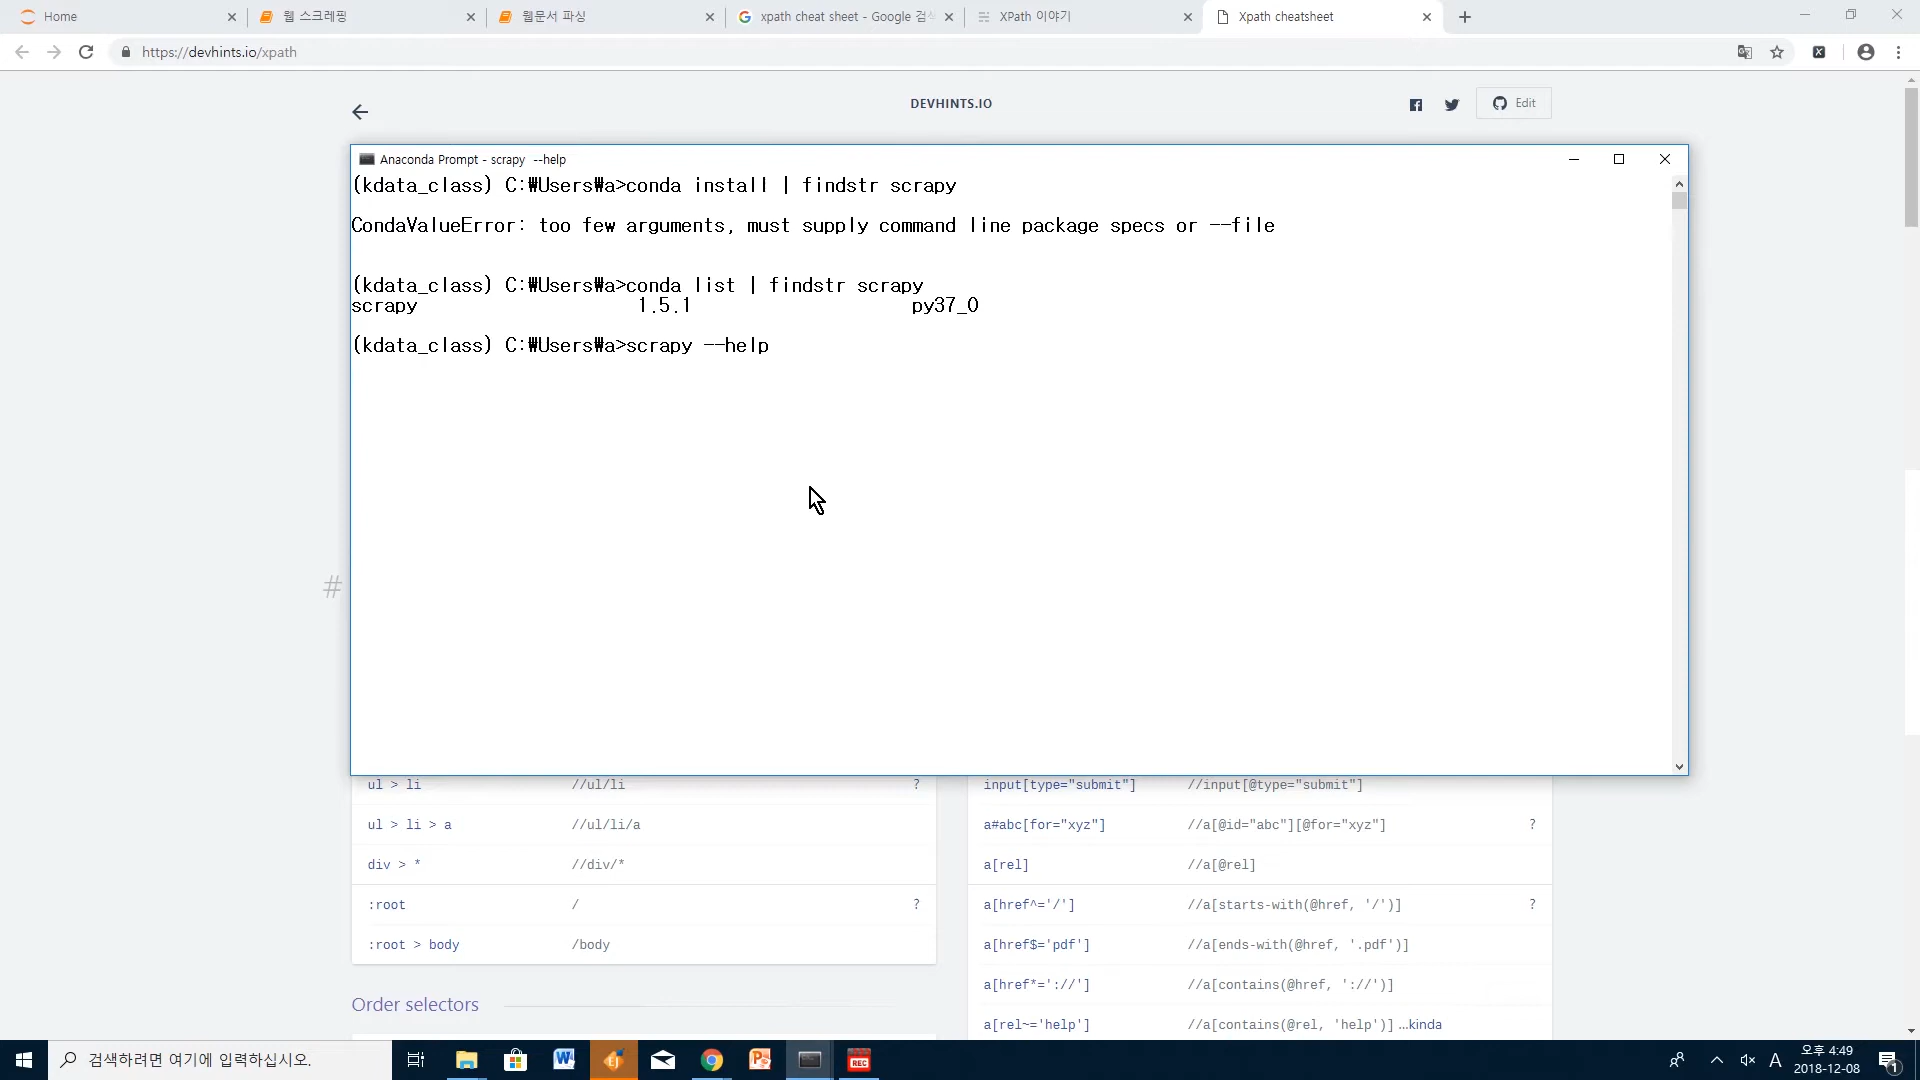 Home
웹 스크레핑
웹문서 파싱
xpath cheat sheet - Google 검색
XPath 이야기
Xpath cheatsheet
https://devhints.io/xpath
DEVHINTS.IO
Edit
Anaconda Prompt - scrapy --help
(kdata_class) C:₩Users₩a>conda install | findstr scrapy
CondaValueError: too few arguments, must supply command line package specs or --file
(kdata_class) C:₩Users₩a>conda list | findstr scrapy
scrapy 1.5.1 py37_0
(kdata_class) C:₩Users₩a>scrapy --help
#
ul > li //ul/li ?
input[type="submit"] //input[@type="submit"]
ul > li > a //ul/li/a
a#abc[for="xyz"] //a[@id="abc"][@for="xyz"] ?
div > * //div/*
a[rel] //a[@rel]
:root / ?
a[href^='/'] //a[starts-with(@href, '/')] ?
:root > body /body
a[href$='pdf'] //a[ends-with(@href, '.pdf')]
a[href*='://'] //a[contains(@href, '://')]
Order selectors
a[rel~='help'] //a[contains(@rel, 'help')] ...kinda
검색하려면 여기에 입력하십시오.
REC
A
오후 4:49
2018-12-08
1